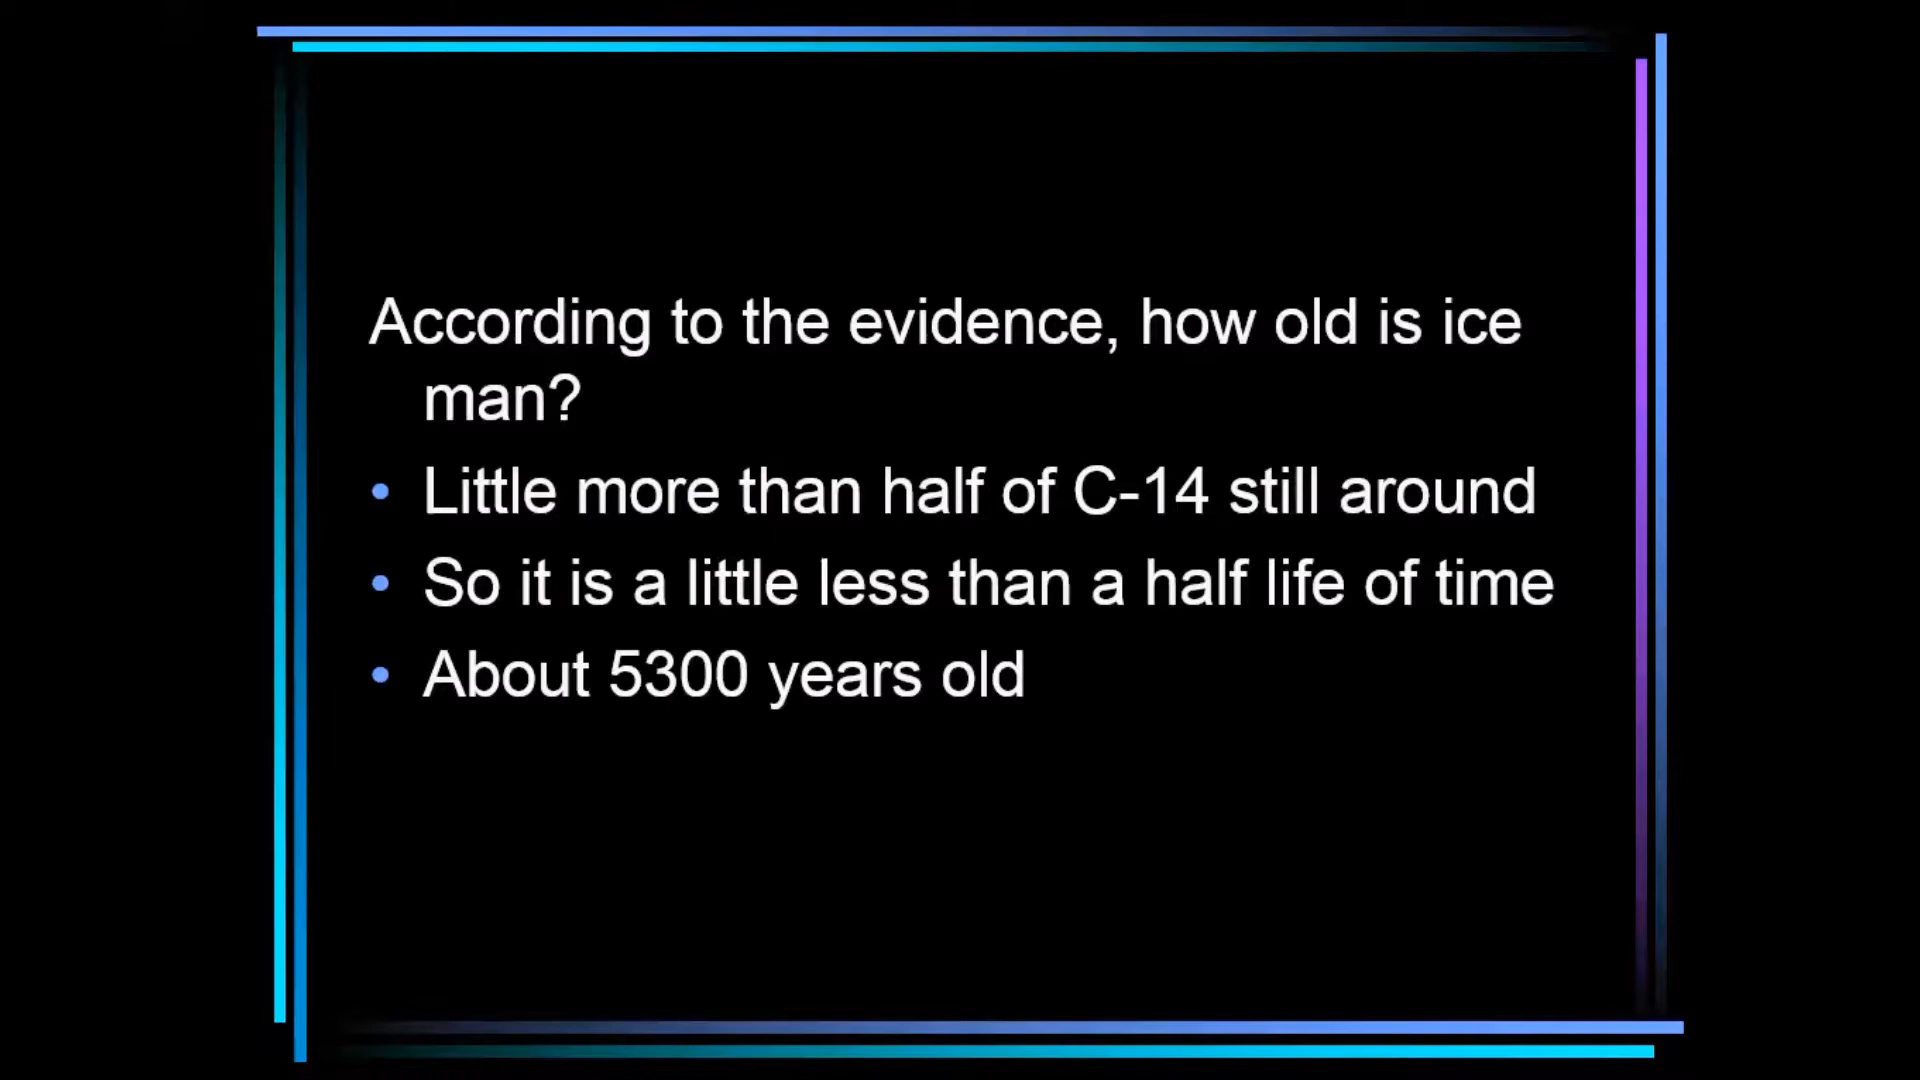 According to the evidence, how old is ice
man?
• Little more than half of C-14 still around
• So it is a little less than a half life of time
• About 5300 years old